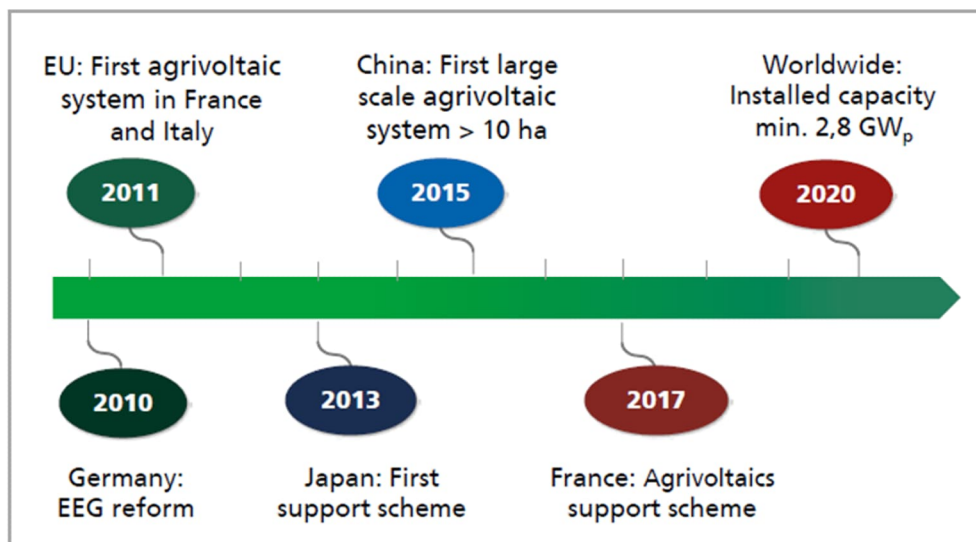 EU: First agrivoltaic
system in France
and Italy
China: First large
scale agrivoltaic
system > 10 ha
Worldwide:
Installed capacity
min. 2,8 GWp
2011
2015
2020
2010
2013
2017
Germany:
EEG reform
Japan: First
support scheme
France: Agrivoltaics
support scheme